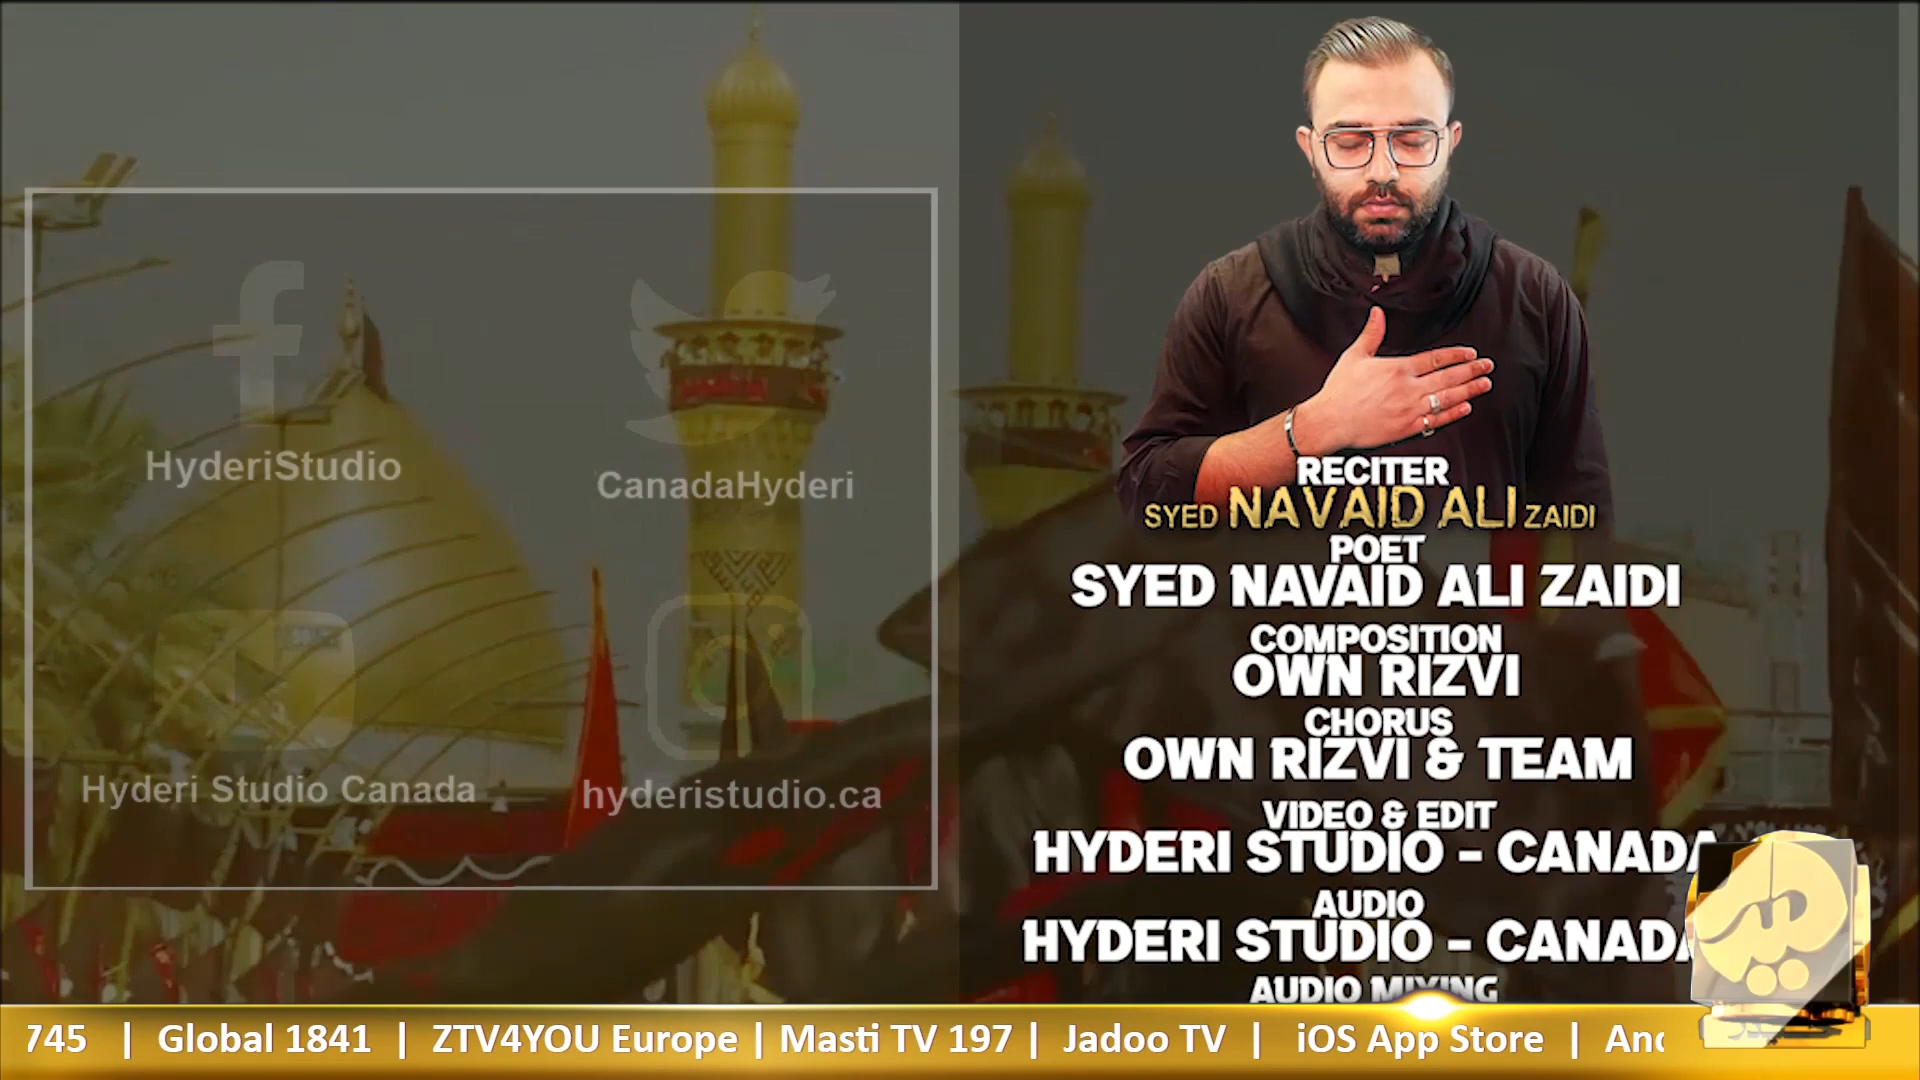 HyderiStudio
CanadaHyderi
Hyderi Studio Canada
hyderistudio.ca
RECITER
SYED NAVAID ALI ZAIDI
POET
SYED NAVAID ALI ZAIDI
COMPOSITION
OWN RIZVI
CHORUS
OWN RIZVI & TEAM
VIDEO & EDIT
HYDERI STUDIO - CANADA
AUDIO
HYDERI STUDIO - CANADA
AUDIO MIXING
745 | Global 1841 | ZTV4YOU Europe | Masti TV 197 | Jadoo TV | iOS App Store |